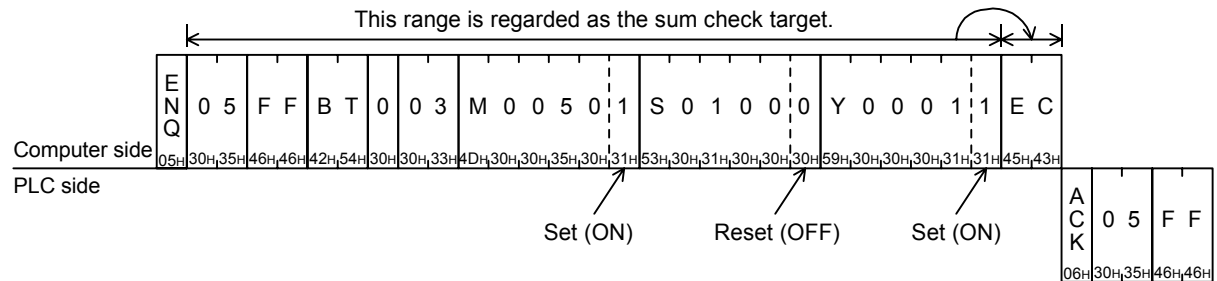 This range is regarded as the sum check target.
ENQ 0 5 F F B T 0 0 3 M 0 0 5 0 1 S 0 1 0 0 0 Y 0 0 0 1 1 E C
Computer side 05H 30H 35H 46H 46H 42H 54H 30H 30H 33H 4DH 30H 30H 35H 30H 31H 53H 30H 31H 30H 30H 30H 59H 30H 30H 30H 31H 31H 45H 43H
PLC side
Set (ON) Reset (OFF) Set (ON)
ACK 0 5 F F
06H 30H 35H 46H 46H